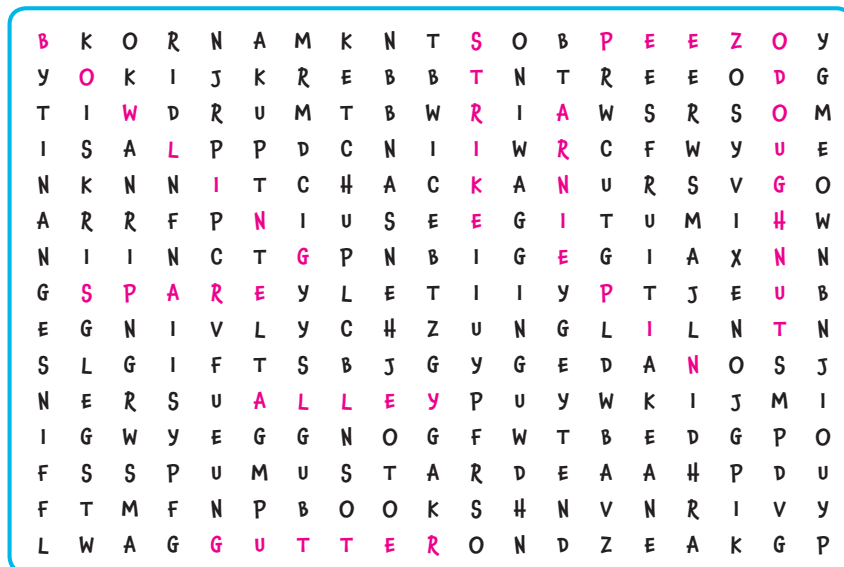 B K O R N A M K N T S O B P E E Z O Y
Y O K I J K R E B B T N T R E E O D G
T I W D R U M T B W R I A W S R S O M
I S A L P P D C N I I W R C F W Y U E
N K N N I T C H A C K A N U R S V G O
A R R F P N I U S E E G I T U M I H W
N I I N C T G P N B I G E G I A X N N
G S P A R E Y L E T I I Y P T J E U B
E G N I V L Y C H Z U N G L I L N T N
S L G I F T S B J G Y G E D A N O S J
N E R S U A L L E Y P U Y W K I J M I
I G W Y E G G N O G F W T B E D G P O
F S S P U M U S T A R D E A A H P D U
F T M F N P B O O K S H N V N R I V Y
L W A G G U T T E R O N D Z E A K G P